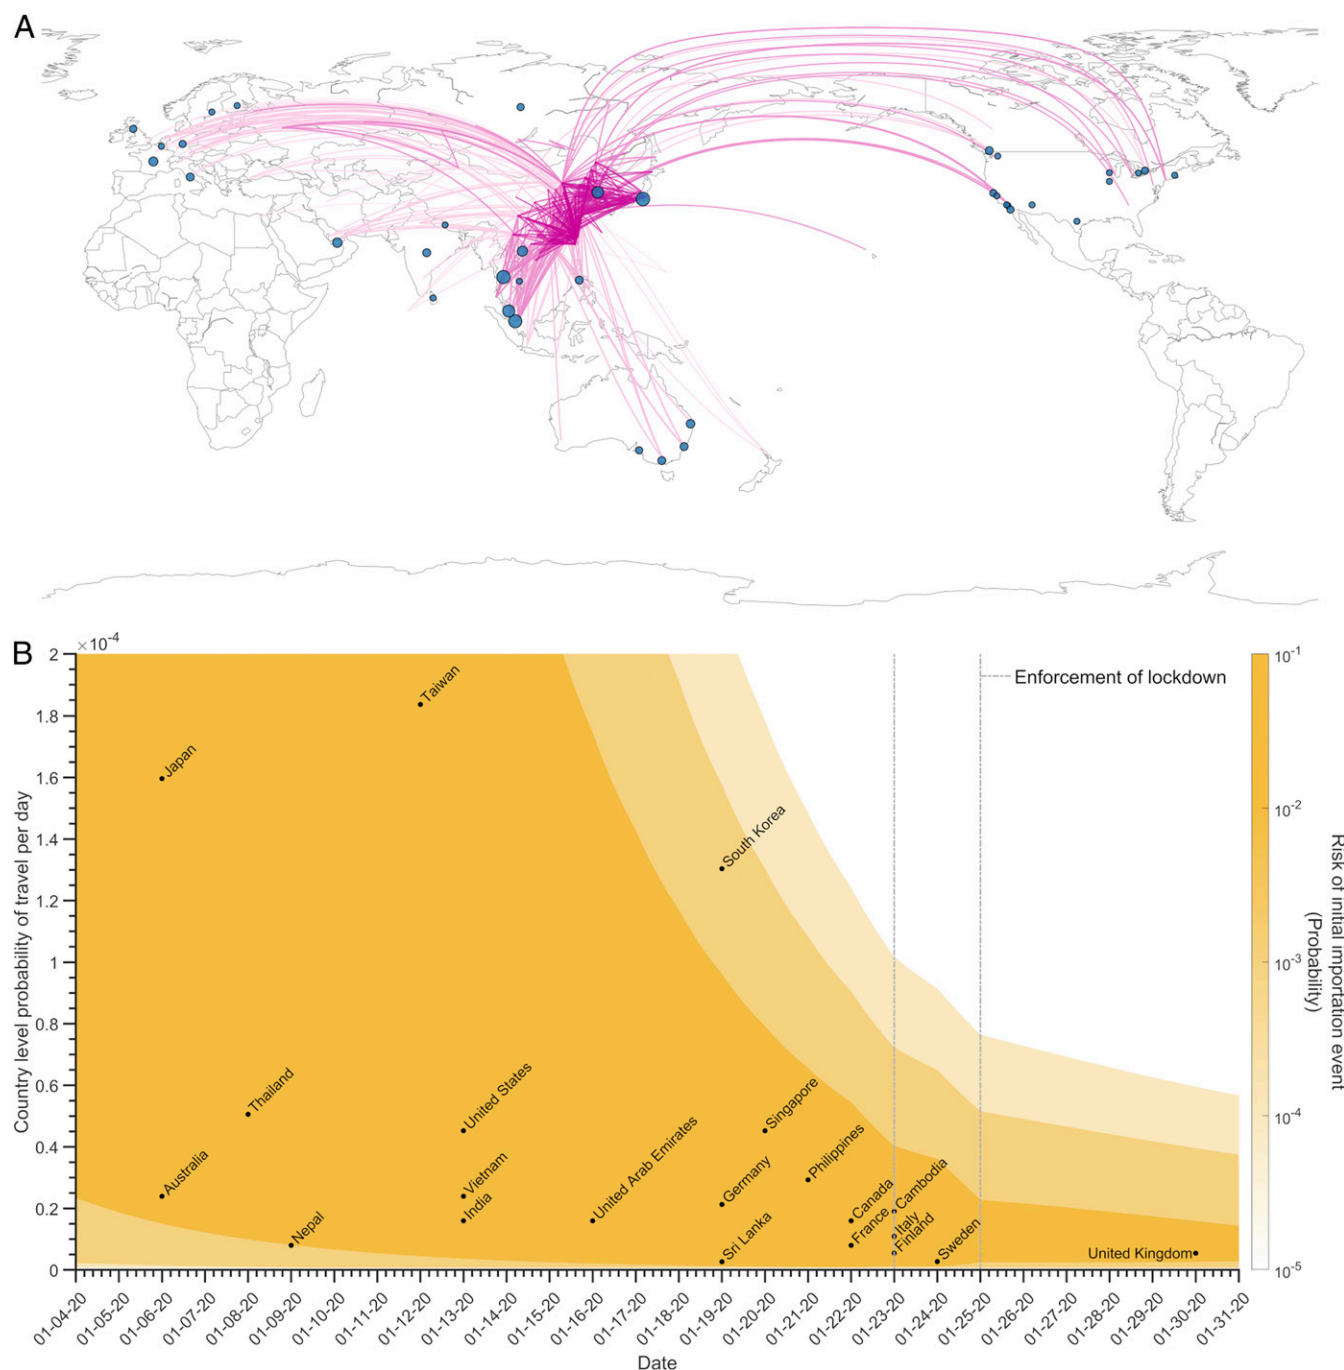 A
B
×10⁻⁴
2
1.8
1.6
1.4
1.2
1
0.8
0.6
0.4
0.2
0
Country level probability of travel per day
Taiwan
Japan
South Korea
Thailand
United States
Singapore
Australia
Vietnam
India
United Arab Emirates
Germany
Philippines
Nepal
Sri Lanka
Canada
France
Cambodia
Italy
Finland
Sweden
United Kingdom
Enforcement of lockdown
10⁻¹
10⁻²
10⁻³
10⁻⁴
10⁻⁵
Risk of initial importation event
(Probability)
01-04-20
01-05-20
01-06-20
01-07-20
01-08-20
01-09-20
01-10-20
01-11-20
01-12-20
01-13-20
01-14-20
01-15-20
01-16-20
01-17-20
01-18-20
01-19-20
01-20-20
01-21-20
01-22-20
01-23-20
01-24-20
01-25-20
01-26-20
01-27-20
01-28-20
01-29-20
01-30-20
01-31-20
Date